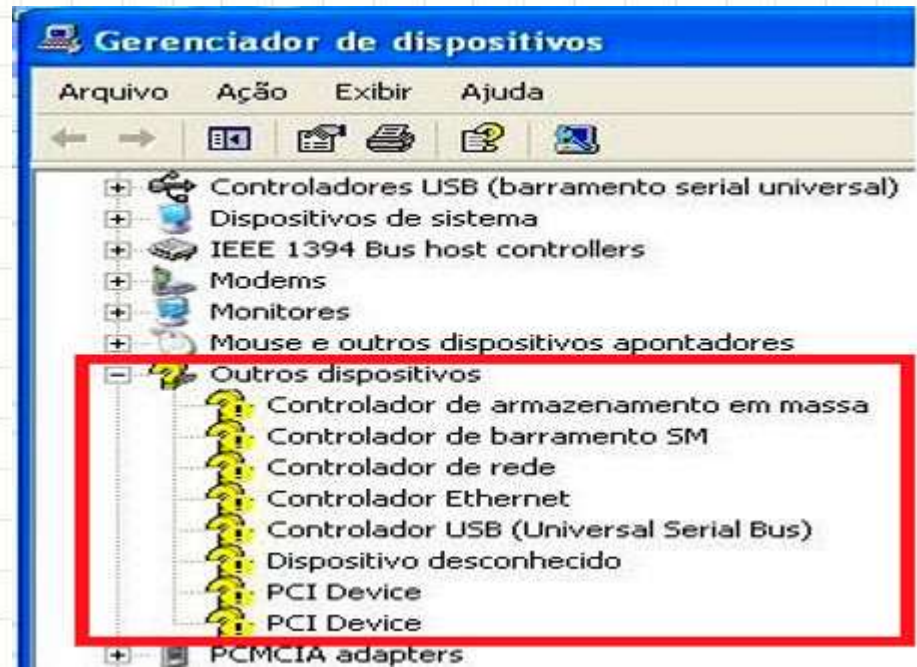 Gerenciador de dispositivos
Arquivo Ação Exibir Ajuda
Controladores USB (barramento serial universal)
Dispositivos de sistema
IEEE 1394 Bus host controllers
Modems
Monitores
Mouse e outros dispositivos apontadores
Outros dispositivos
Controlador de armazenamento em massa
Controlador de barramento SM
Controlador de rede
Controlador Ethernet
Controlador USB (Universal Serial Bus)
Dispositivo desconhecido
PCI Device
PCI Device
PCMCIA adapters